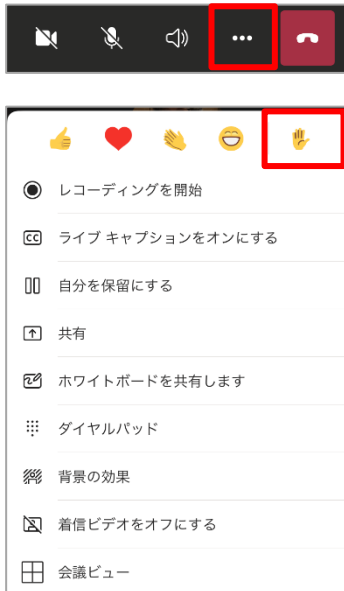 レコーディングを開始
CC ライブ キャプションをオンにする
自分を保留にする
共有
ホワイトボードを共有します
ダイヤルパッド
背景の効果
着信ビデオをオフにする
会議ビュー